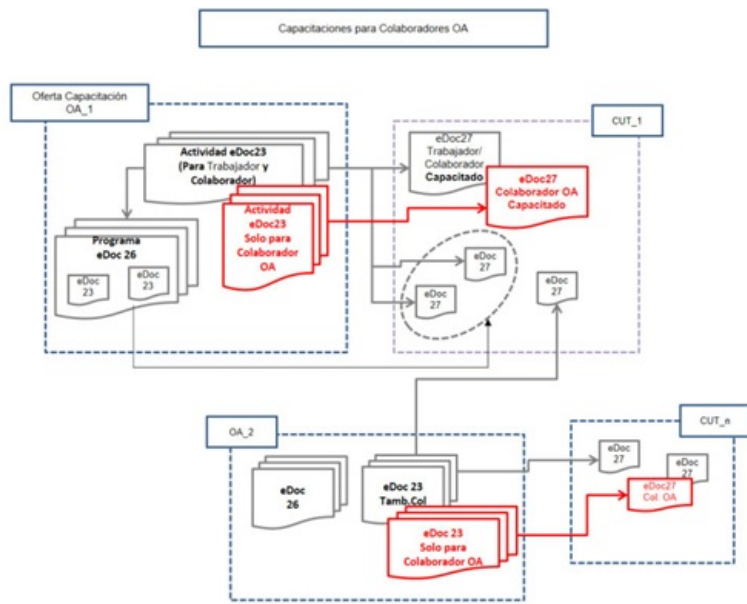 Capacitaciones para Colaboradores OA
Oferta Capacitación
OA_1
CUT_1
Actividad eDoc23
(Para Trabajador y
Colaborador)
eDoc27
Trabajador/
Colaborador
Capacitado
eDoc27
Colaborador OA
Capacitado
Actividad
eDoc23
Solo para
Colaborador
OA
Programa
eDoc 26
eDoc
23
eDoc
23
eDoc
27
eDoc
27
eDoc
27
OA_2
CUT_n
eDoc
26
eDoc 23
Tamb.Col
eDoc 23
Solo para
Colaborador OA
eDoc
27
eDoc
27
eDoc27
Col. OA